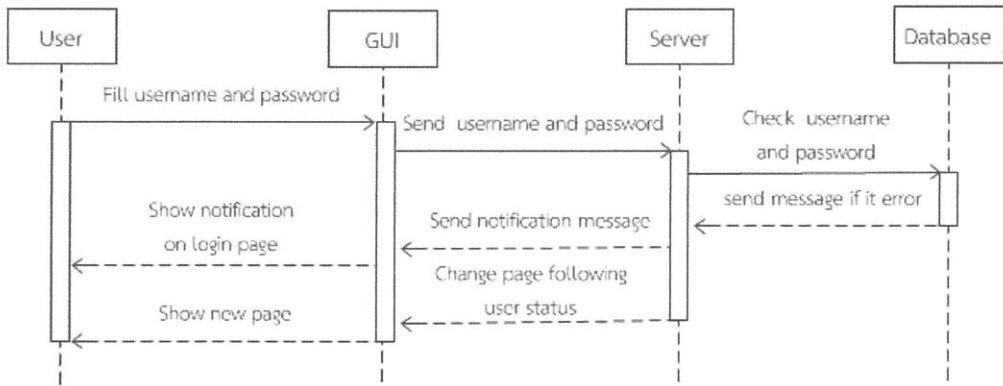 User
GUI
Server
Database
Fill username and password
Send username and password
Check username
and password
send message if it error
Show notification
on login page
Send notification message
Change page following
user status
Show new page